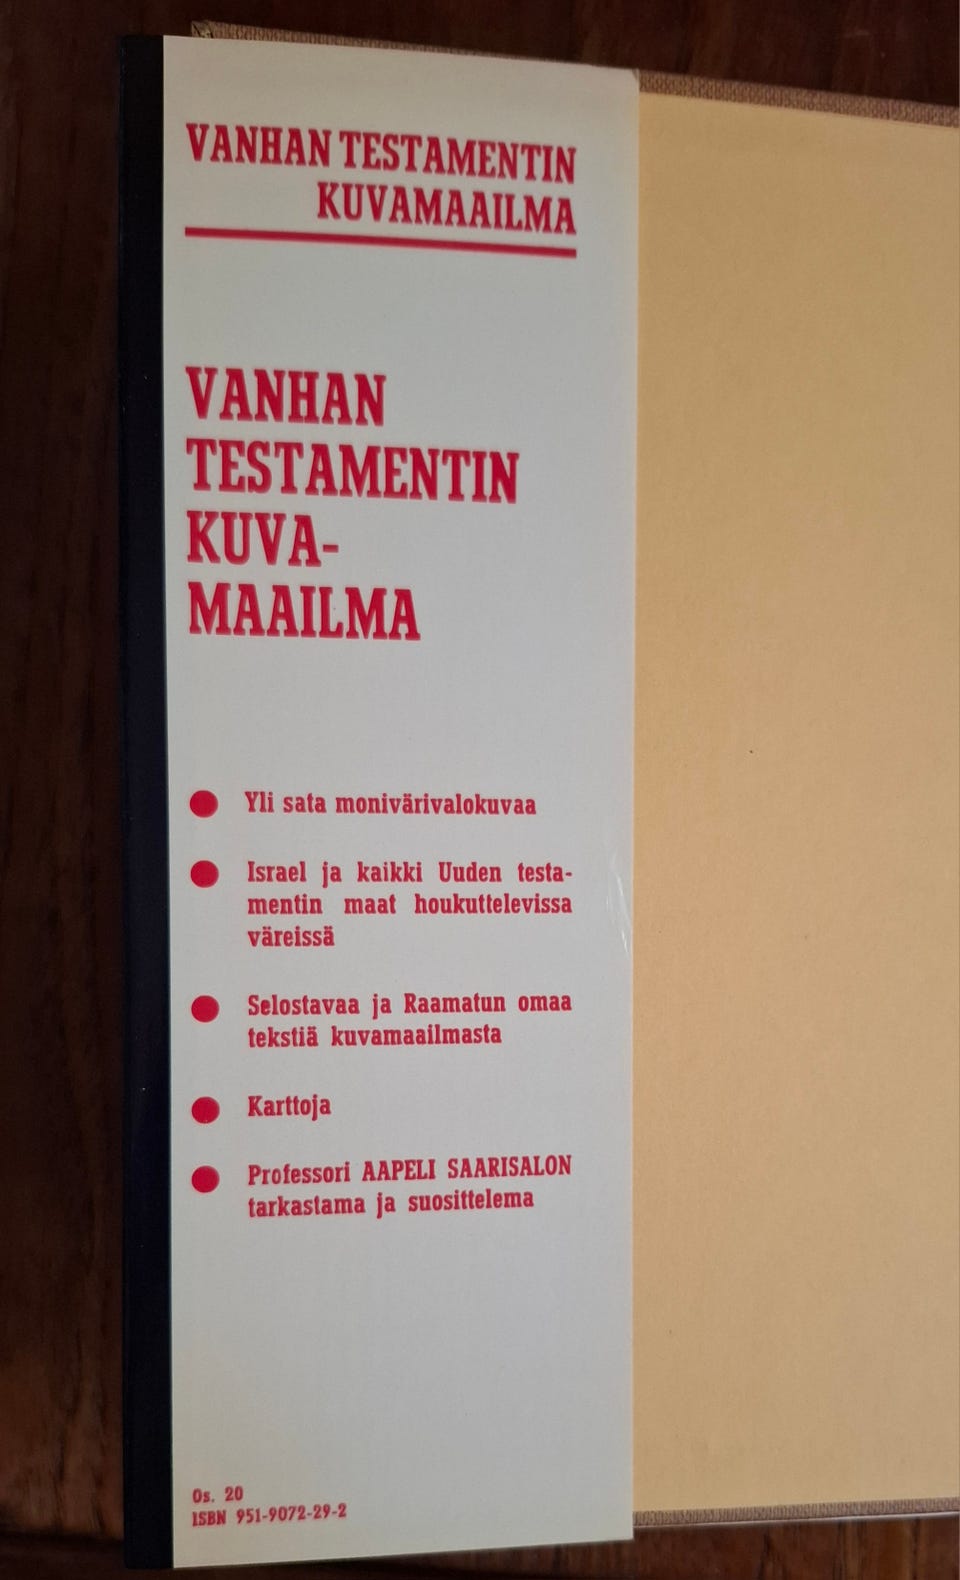 VANHAN TESTAMENTIN
KUVAMAAILMA
VANHAN
TESTAMENTIN
KUVA-
MAAILMA
● Yli sata monivärivalokuvaa
● Israel ja kaikki Uuden testa-
mentin maat houkuttelevissa
väreissä
● Selostavaa ja Raamatun omaa
tekstiä kuvamaailmasta
● Karttoja
● Professori AAPELI SAARISALON
tarkastama ja suosittelema
Os. 20
ISBN 951-9072-29-2